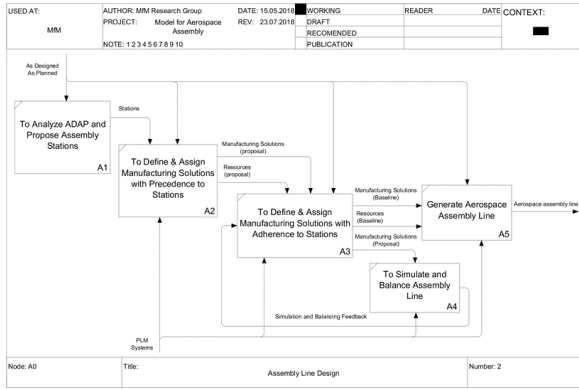 USED AT:
MfM
AUTHOR: MfM Research Group
DATE: 15.05.2018
PROJECT: Model for Aerospace
Assembly
REV: 23.07.2018
NOTE: 1 2 3 4 5 6 7 8 9 10
WORKING
DRAFT
RECOMENDED
PUBLICATION
READER
DATE
CONTEXT:
As Designed
As Planned
To Analyze ADAP and
Propose Assembly
Stations
A1
Stations
To Define & Assign
Manufacturing Solutions
with Precedence to
Stations
A2
Manufacturing Solutions
(proposal)
Resources
(proposal)
To Define & Assign
Manufacturing Solutions with
Adherence to Stations
A3
Manufacturing Solutions
(Baseline)
Resources
(Baseline)
Manufacturing Solutions
(Proposal)
Generate Aerospace
Assembly Line
A5
Aerospace assembly line
To Simulate and
Balance Assembly
Line
A4
Simulation and Balancing Feedback
PLM
Systems
Node: A0
Title:
Assembly Line Design
Number: 2